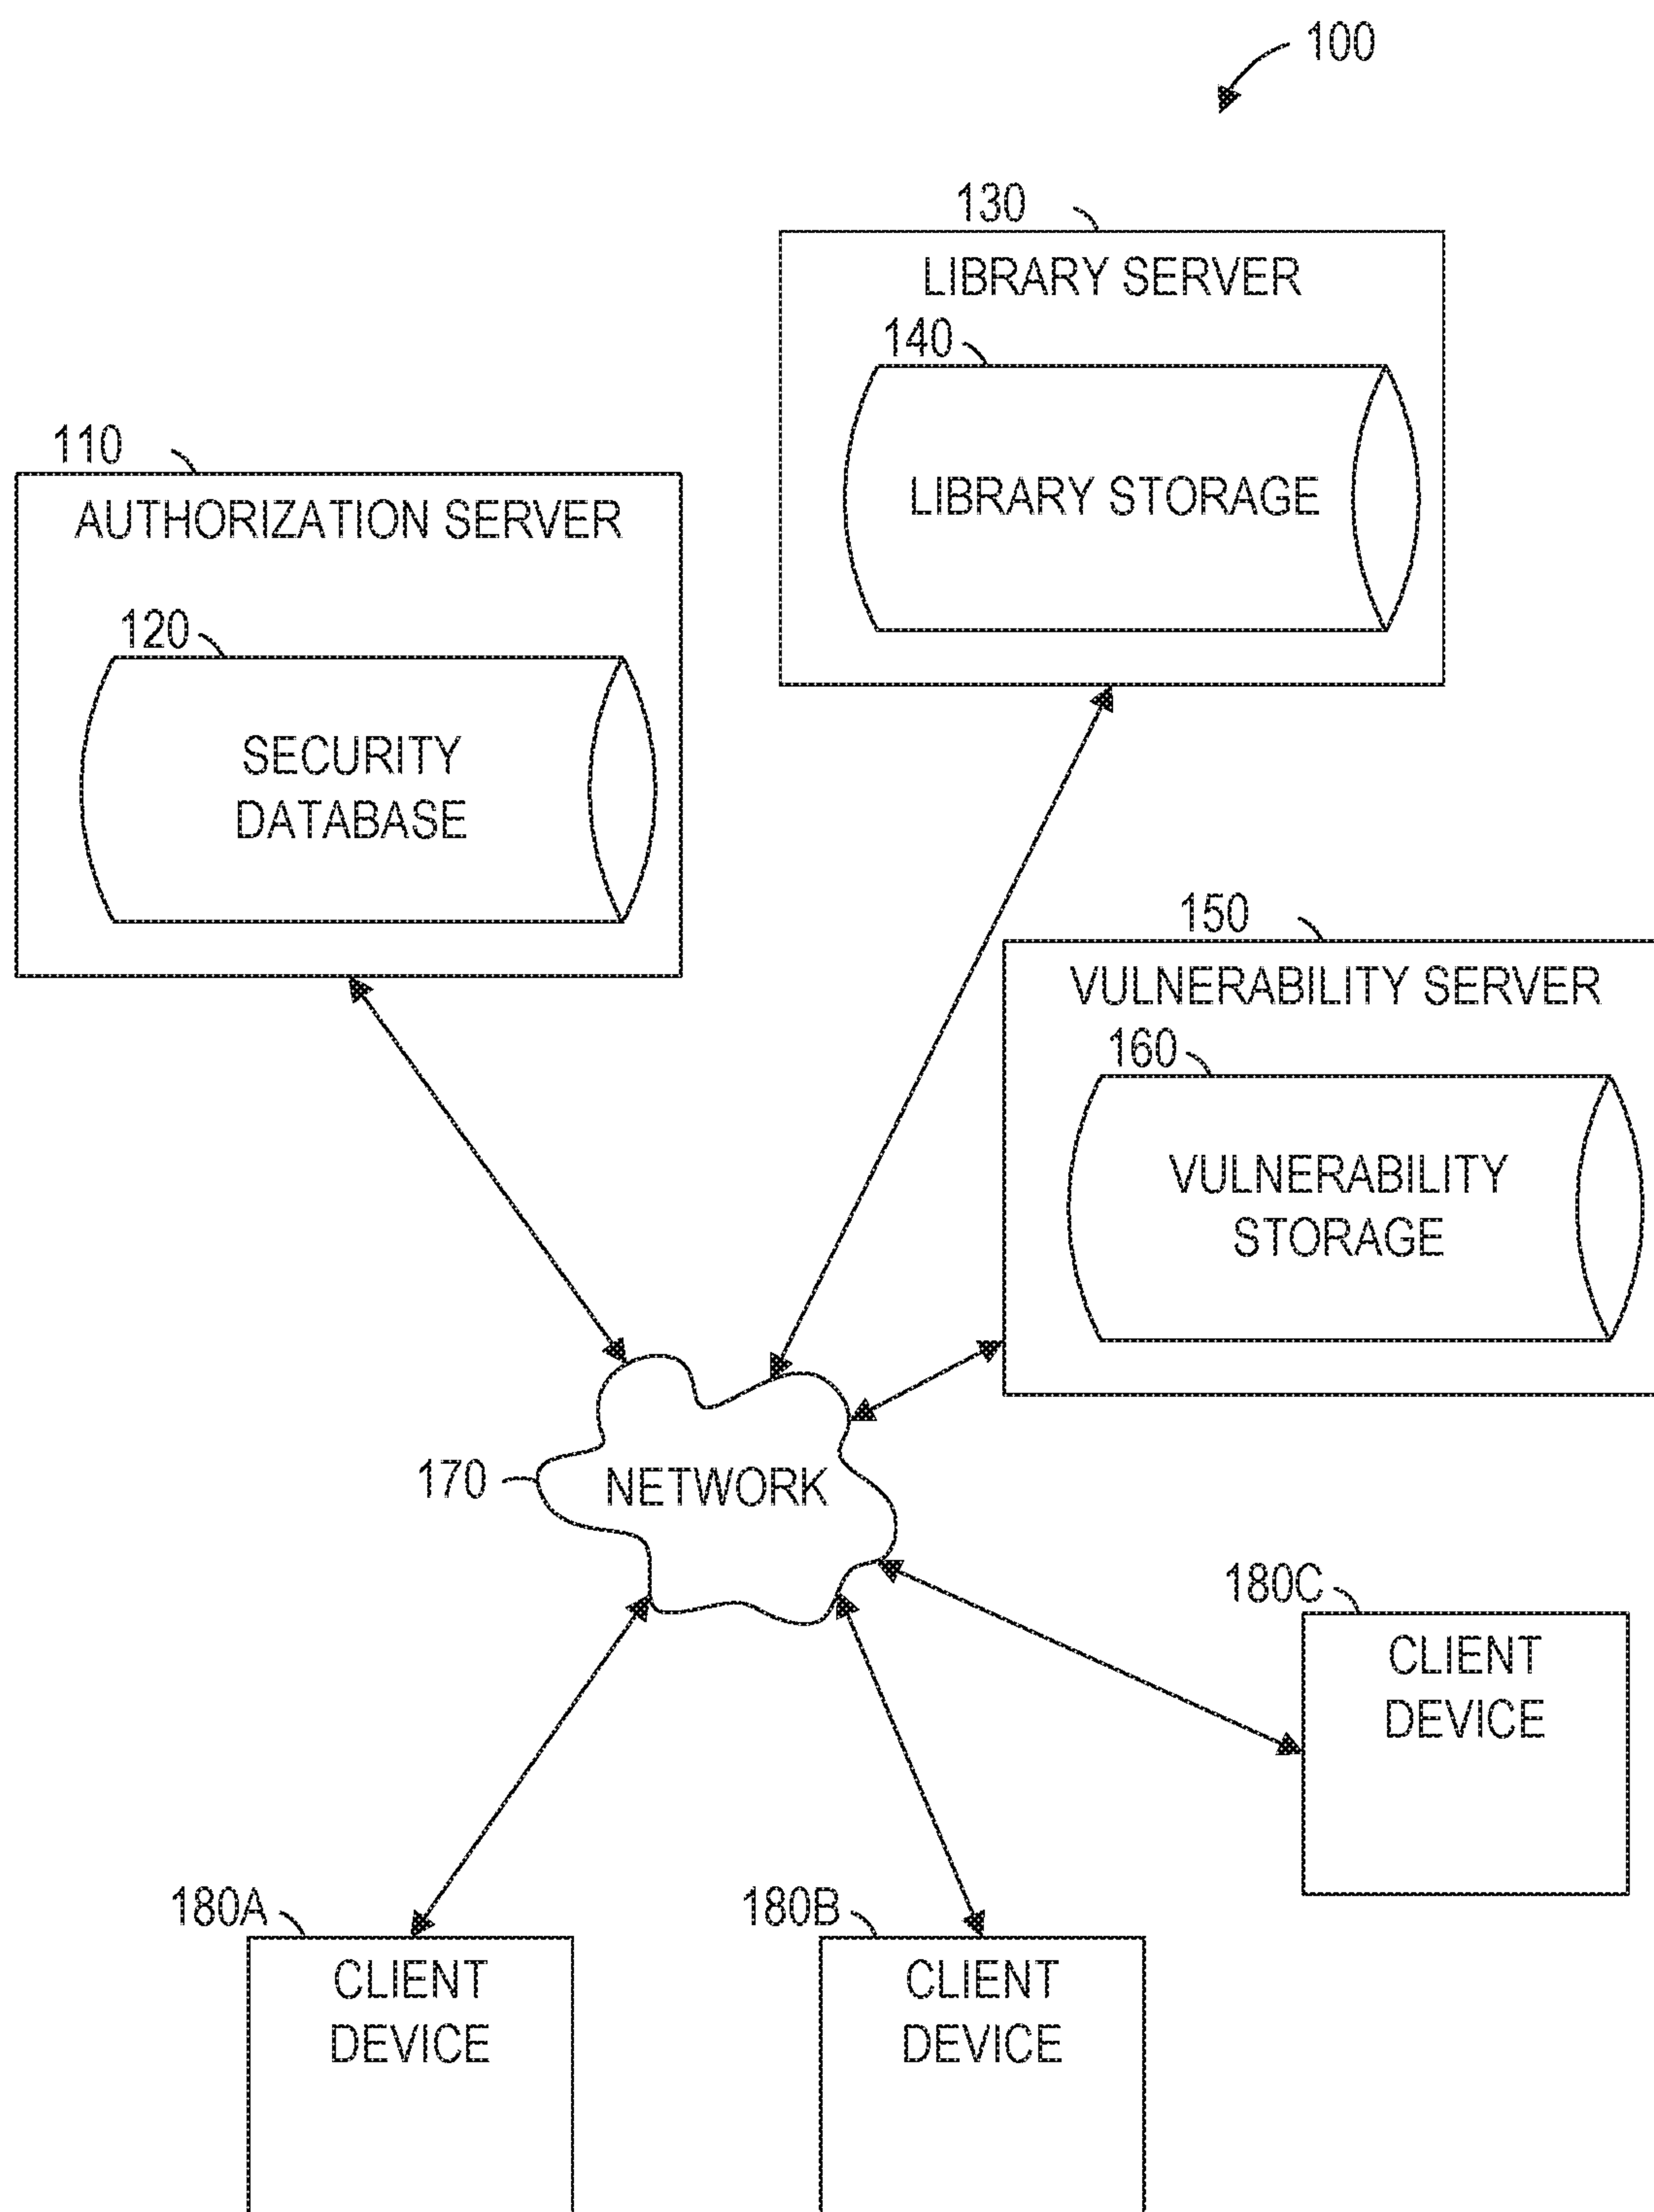 100
130
LIBRARY SERVER
140
LIBRARY STORAGE
110
AUTHORIZATION SERVER
120
SECURITY
DATABASE
150
VULNERABILITY SERVER
160
VULNERABILITY
STORAGE
170
NETWORK
180C
CLIENT
DEVICE
180A
CLIENT
DEVICE
180B
CLIENT
DEVICE